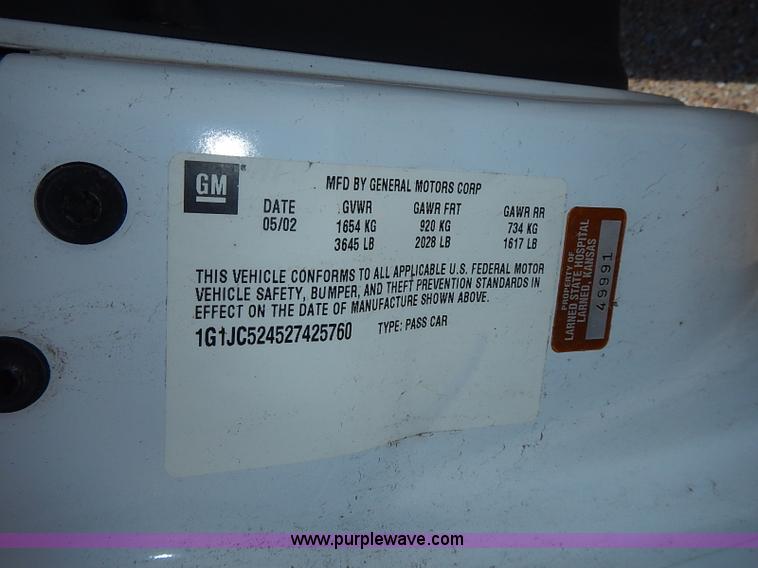 GM
MFD BY GENERAL MOTORS CORP
DATE GVWR GAWR FRT GAWR RR
05/02 1654 KG 920 KG 734 KG
3645 LB 2028 LB 1617 LB
THIS VEHICLE CONFORMS TO ALL APPLICABLE U.S. FEDERAL MOTOR
VEHICLE SAFETY, BUMPER, AND THEFT PREVENTION STANDARDS IN
EFFECT ON THE DATE OF MANUFACTURE SHOWN ABOVE.
1G1JC524527425760 TYPE: PASS CAR
PROPERTY OF
LARNED STATE HOSPITAL
LARNED, KANSAS
49991
www.purplewave.com